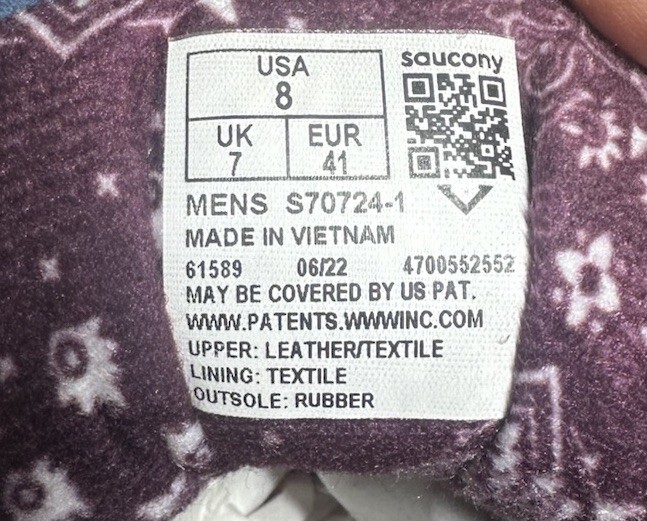 USA
8
UK
7
EUR
41
saucony
MENS S70724-1
MADE IN VIETNAM
61589 06/22 4700552552
MAY BE COVERED BY US PAT.
WWW.PATENTS.WWWINC.COM
UPPER: LEATHER/TEXTILE
LINING: TEXTILE
OUTSOLE: RUBBER